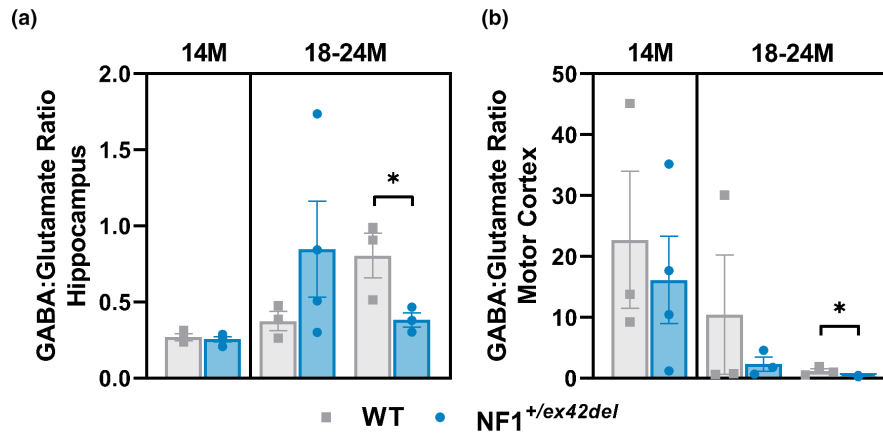 (a)
14M
18-24M
GABA:Glutamate Ratio
Hippocampus
2.0
1.5
1.0
0.5
0.0
*
(b)
14M
18-24M
GABA:Glutamate Ratio
Motor Cortex
50
40
30
20
10
0
*
WT
NF1+/ex42del